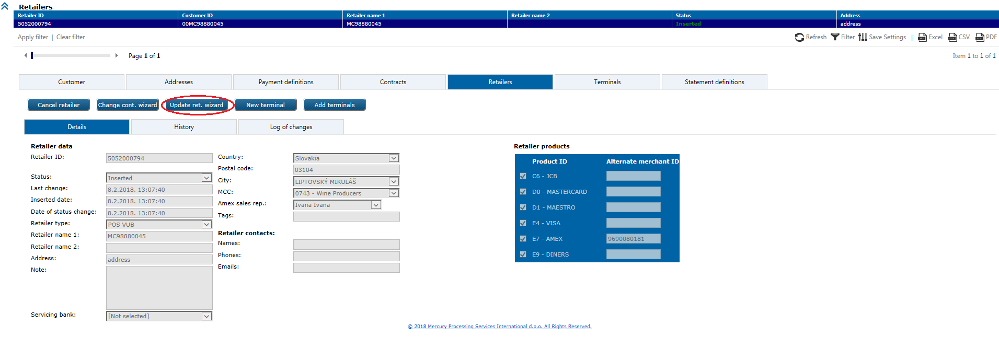 Retailers
Retailer ID Customer ID Retailer name 1 Retailer name 2 Status Address
5052000794 00MC98880045 MC98880045 Inserted address
Apply filter | Clear filter Refresh Filter Save Settings | Excel CSV PDF
Page 1 of 1 Item 1 to 1 of 1
Customer Addresses Payment definitions Contracts Retailers Terminals Statement definitions
Cancel retailer Change cont. wizard Update ret. wizard New terminal Add terminals
Details History Log of changes
Retailer data
Retailer ID: 5052000794
Status: Inserted
Last change: 8.2.2018. 13:07:40
Inserted date: 8.2.2018. 13:07:40
Date of status change: 8.2.2018. 13:07:40
Retailer type: POS VUB
Retailer name 1: MC98880045
Retailer name 2:
Address: address
Note:
Servicing bank: [Not selected]
Country: Slovakia
Postal code: 03104
City: LIPTOVSKÝ MIKULÁŠ
MCC: 0743 - Wine Producers
Amex sales rep.: Ivana Ivana
Tags:
Retailer contacts:
Names:
Phones:
Emails:
Retailer products
Product ID Alternate merchant ID
C6 - JCB
D0 - MASTERCARD
D1 - MAESTRO
E4 - VISA
E7 - AMEX 9690080181
E9 - DINERS
© 2018 Mercury Processing Services International d.o.o. All Rights Reserved.